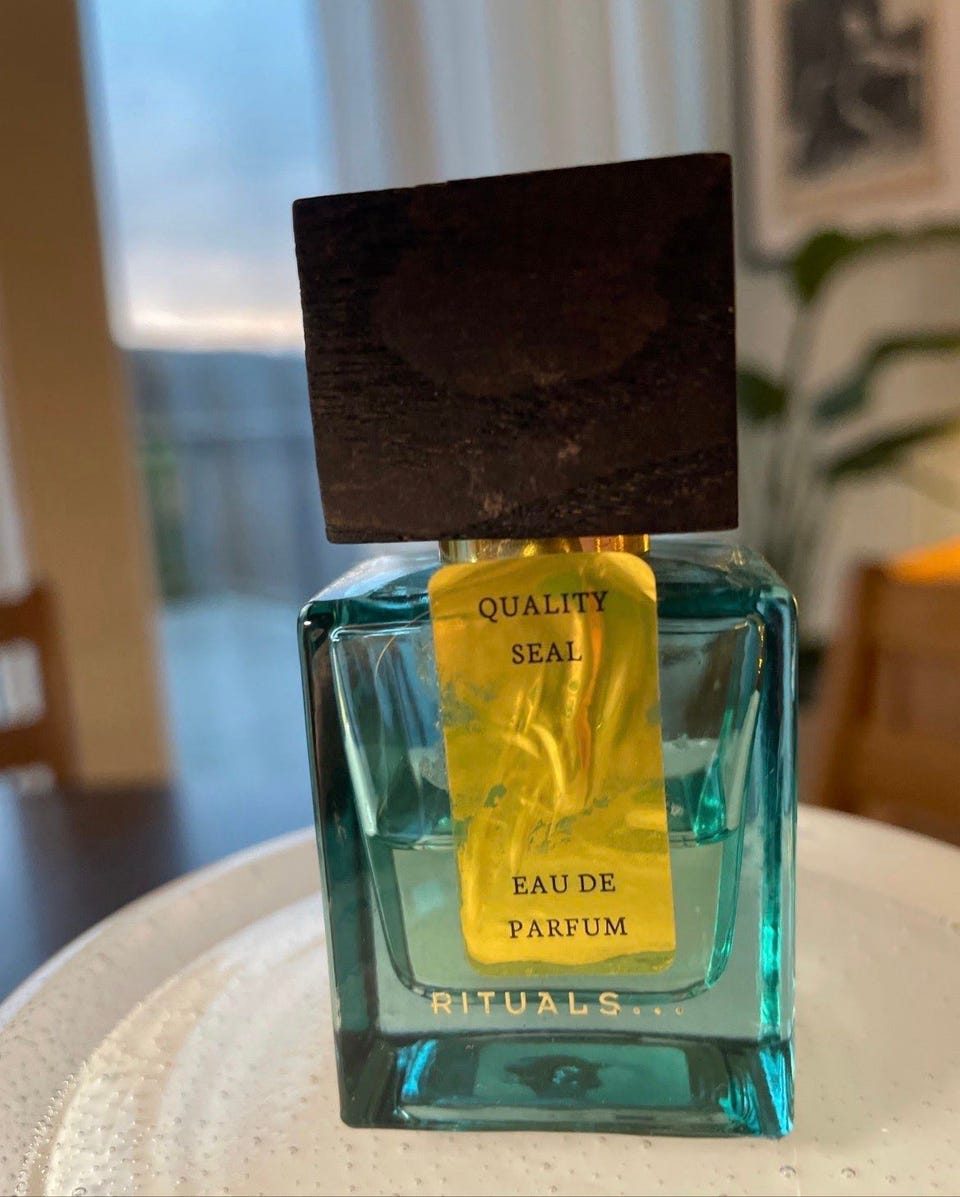 QUALITY
SEAL
EAU DE
PARFUM
RITUALS...